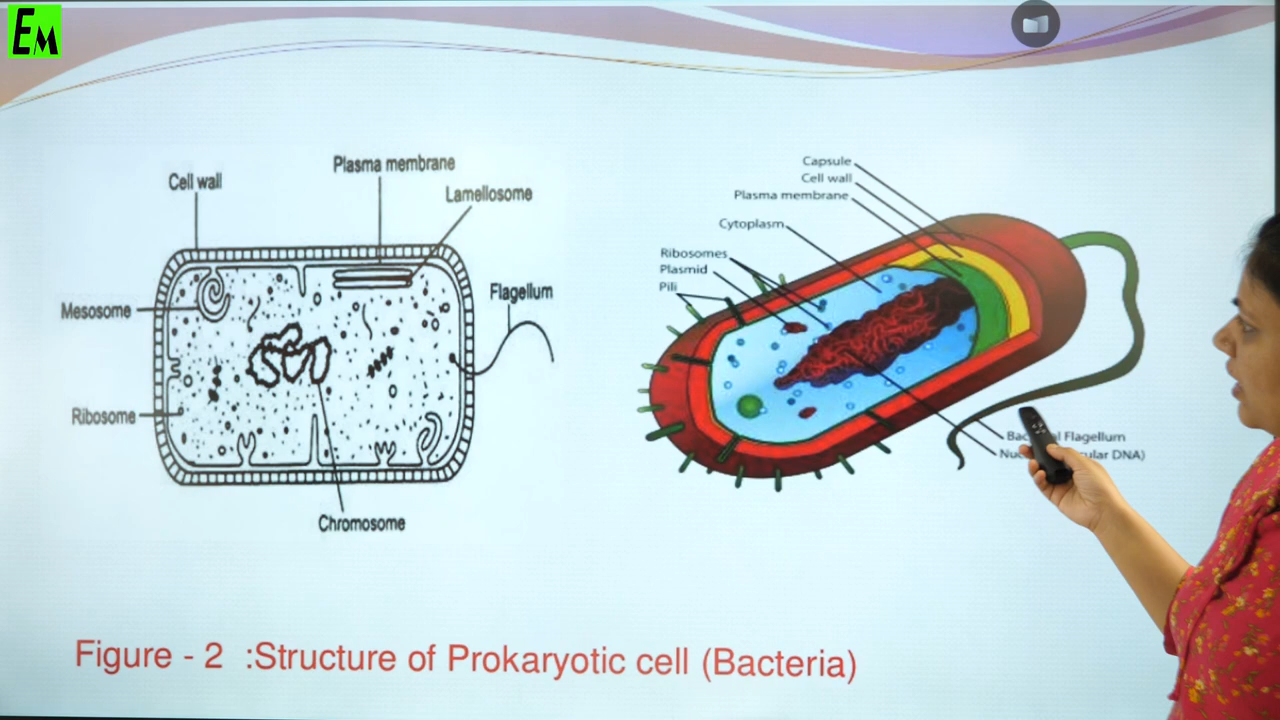 EM
Plasma membrane
Cell wall
Lamellosome
Mesosome
Flagellum
Ribosome
Chromosome
Capsule
Cell wall
Plasma membrane
Cytoplasm
Ribosomes
Plasmid
Pili
Flagellum
DNA)
Figure - 2 :Structure of Prokaryotic cell (Bacteria)